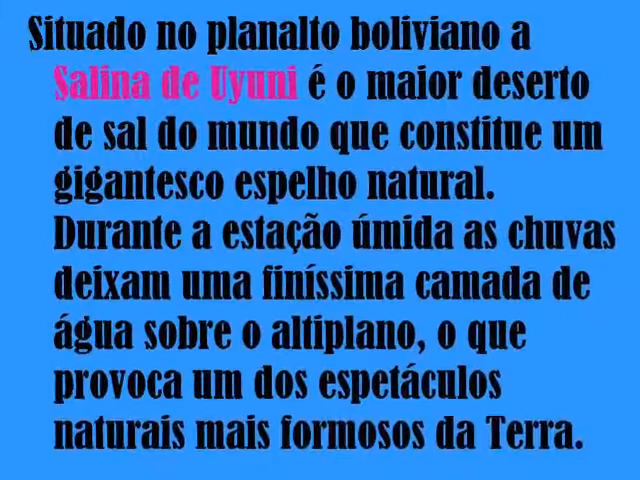 Situado no planalto boliviano a
Salina de Uyuni é o maior deserto
de sal do mundo que constitue um
gigantesco espelho natural.
Durante a estação úmida as chuvas
deixam uma finíssima camada de
água sobre o altiplano, o que
provoca um dos espetáculos
naturais mais formosos da Terra.